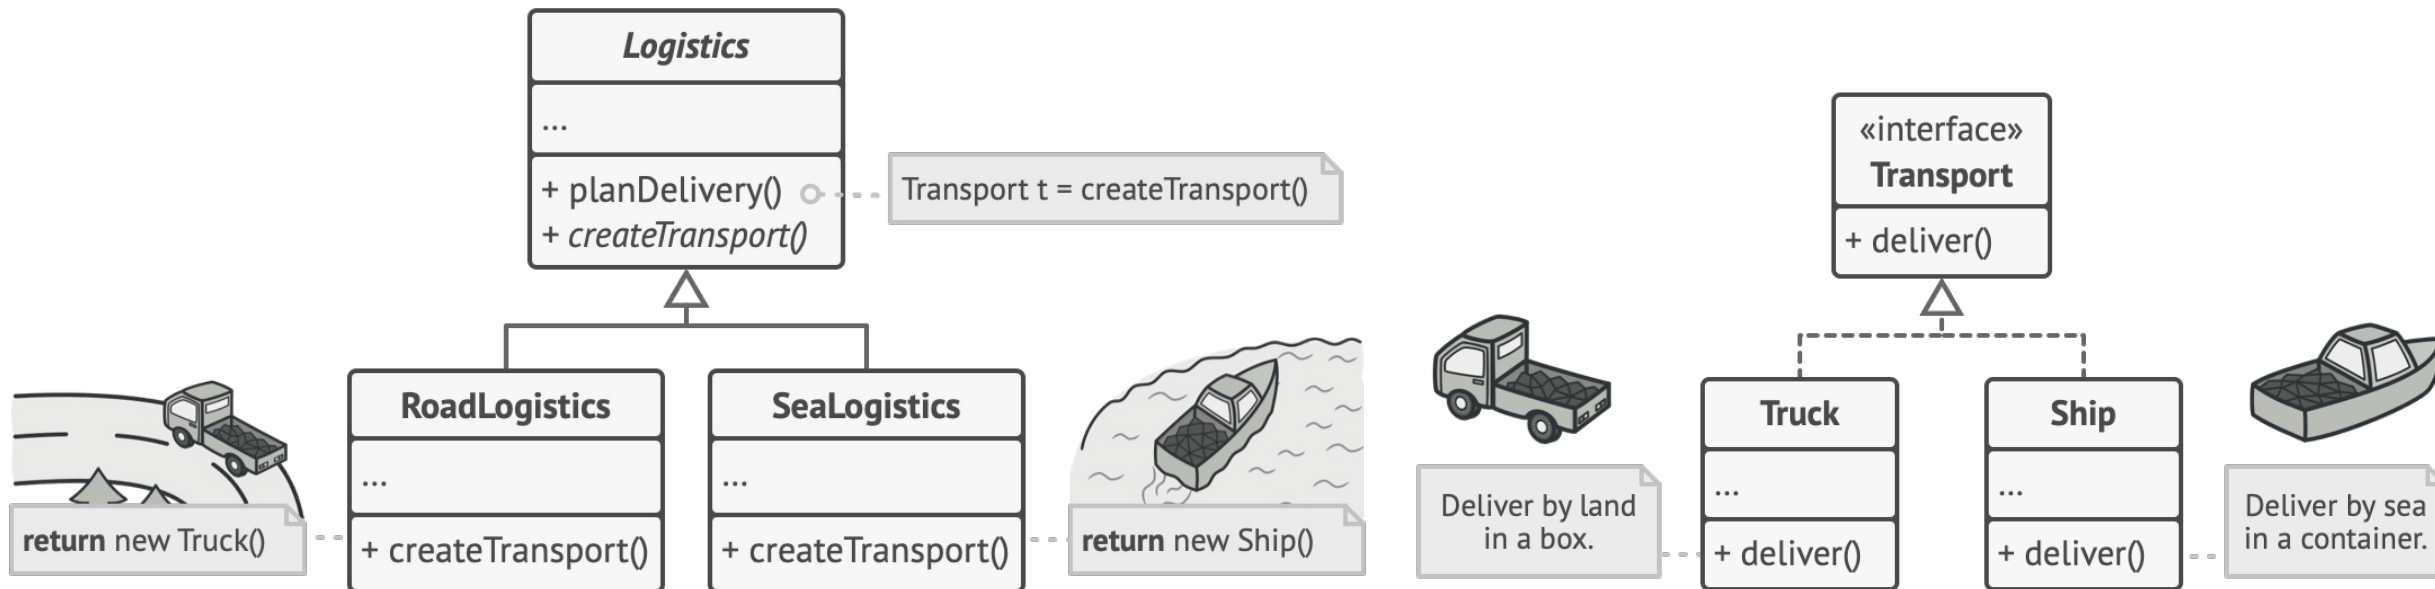 Logistics
...
+ planDelivery()
+ createTransport()
Transport t = createTransport()
RoadLogistics
...
+ createTransport()
return new Truck()
SeaLogistics
...
+ createTransport()
return new Ship()
«interface»
Transport
+ deliver()
Truck
...
+ deliver()
Deliver by land
in a box.
Ship
...
+ deliver()
Deliver by sea
in a container.